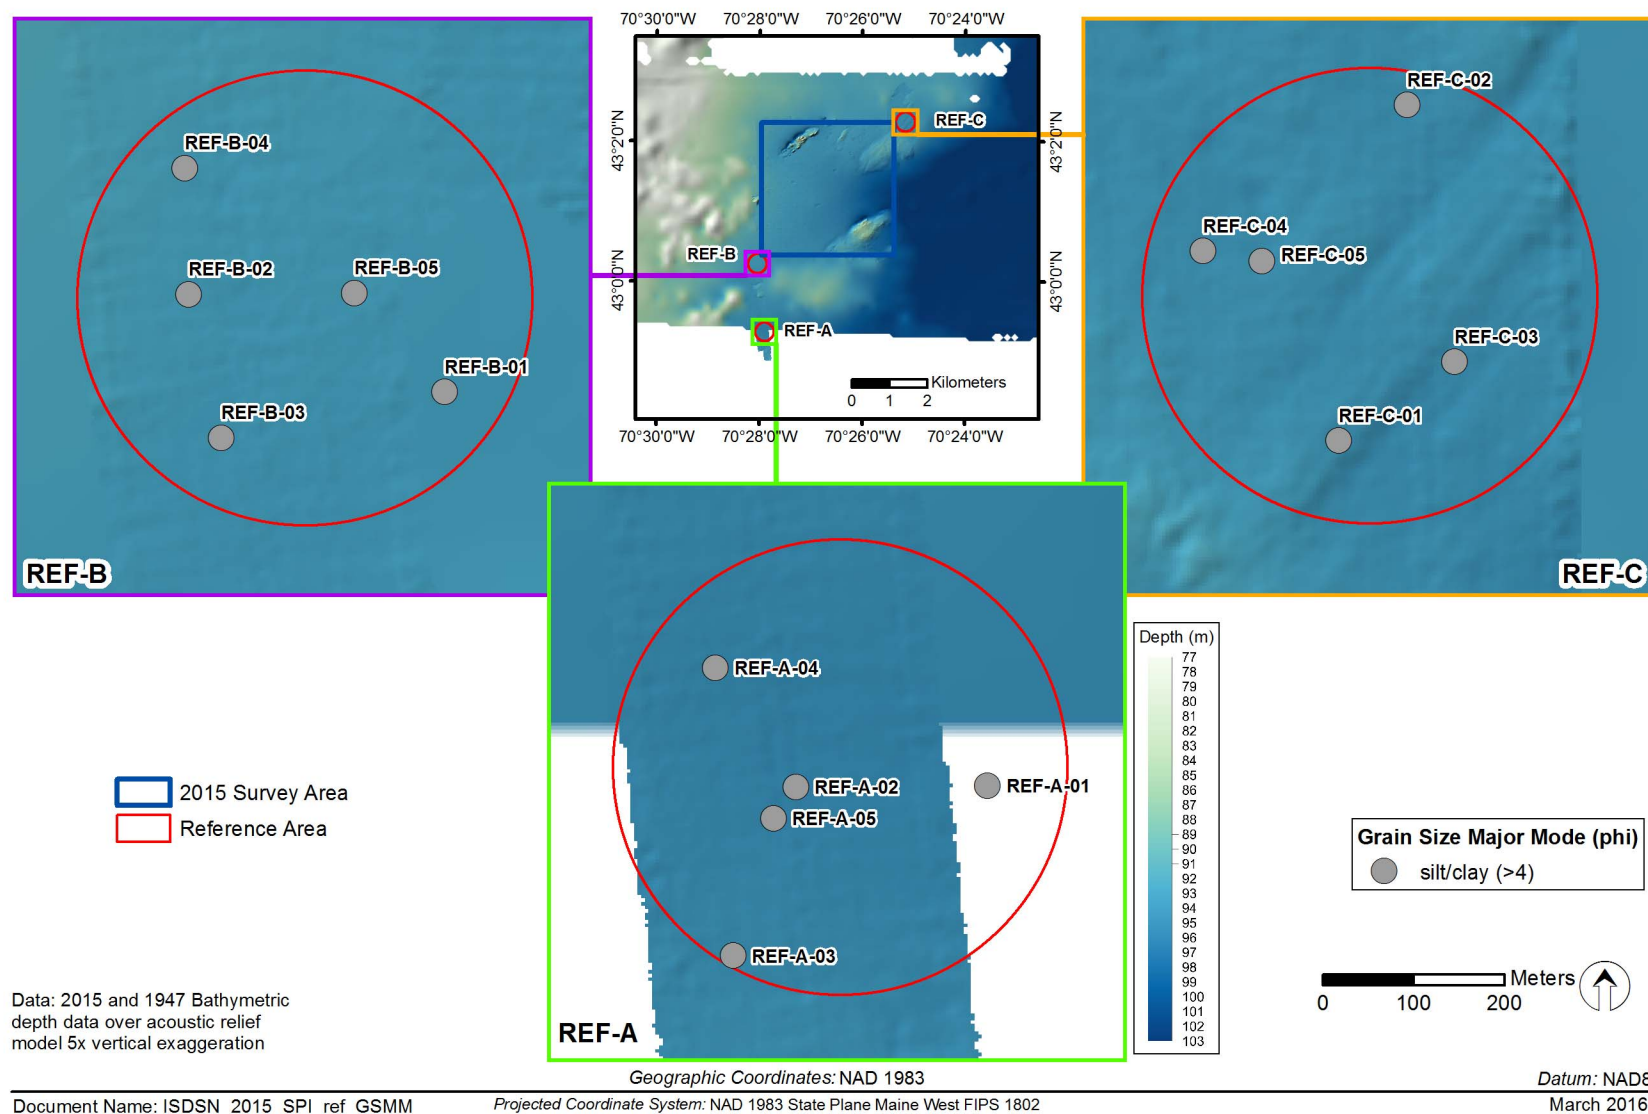 70°30'0"W 70°28'0"W 70°26'0"W 70°24'0"W
43°2'0"N
43°0'0"N
43°2'0"N
43°0'0"N
REF-C
REF-B
REF-A
Kilometers
0 1 2
70°30'0"W 70°28'0"W 70°26'0"W 70°24'0"W
REF-B-04
REF-B-02
REF-B-05
REF-B-01
REF-B-03
REF-B
REF-C-02
REF-C-04
REF-C-05
REF-C-03
REF-C-01
REF-C
REF-A-04
REF-A-02
REF-A-01
REF-A-05
REF-A-03
REF-A
Depth (m)
77
78
79
80
81
82
83
84
85
86
87
88
89
90
91
92
93
94
95
96
97
98
99
100
101
102
103
2015 Survey Area
Reference Area
Grain Size Major Mode (phi)
silt/clay (>4)
Meters
0 100 200
Data: 2015 and 1947 Bathymetric
depth data over acoustic relief
model 5x vertical exaggeration
Geographic Coordinates: NAD 1983
Datum: NAD8
Document Name: ISDSN_2015_SPI_ref_GSMM
Projected Coordinate System: NAD 1983 State Plane Maine West FIPS 1802
March 2016